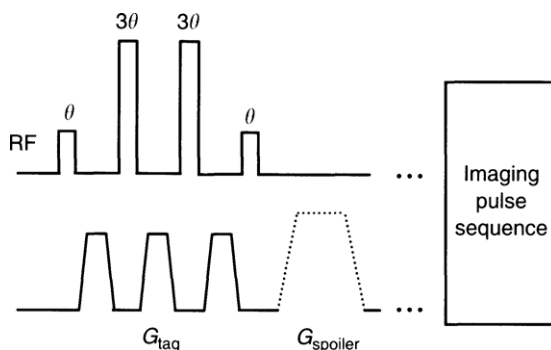 3θ 3θ
θ θ
RF
Imaging
pulse
sequence
G_tag G_spoiler